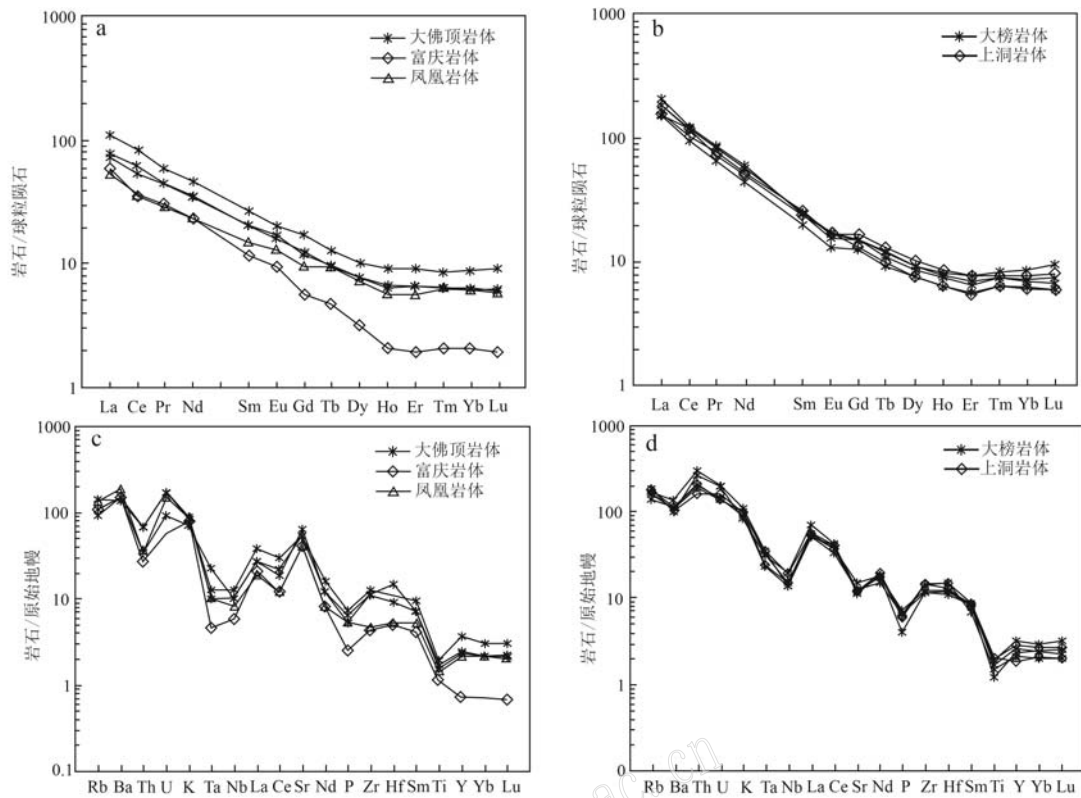 a
1000
100
10
1
岩石/球粒陨石
大佛顶岩体
富庆岩体
凤凰岩体
La Ce Pr Nd Sm Eu Gd Tb Dy Ho Er Tm Yb Lu
b
1000
100
10
1
岩石/球粒陨石
大榜岩体
上洞岩体
La Ce Pr Nd Sm Eu Gd Tb Dy Ho Er Tm Yb Lu
c
1000
100
10
1
0.1
岩石/原始地幔
大佛顶岩体
富庆岩体
凤凰岩体
Rb Ba Th U K Ta Nb La Ce Sr Nd P Zr Hf Sm Ti Y Yb Lu
d
1000
100
10
1
0
岩石/原始地幔
大榜岩体
上洞岩体
Rb Ba Th U K Ta Nb La Ce Sr Nd P Zr Hf Sm Ti Y Yb Lu